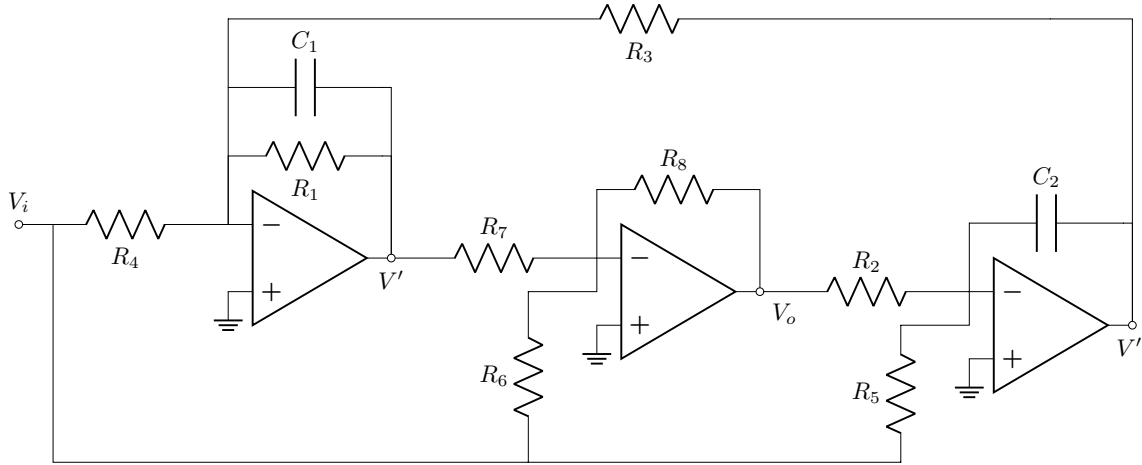 R₃
C₁
R₁
Vᵢ
R₄
−
+
V'
R₇
R₈
−
+
R₆
Vₒ
R₂
C₂
−
+
R₅
V'